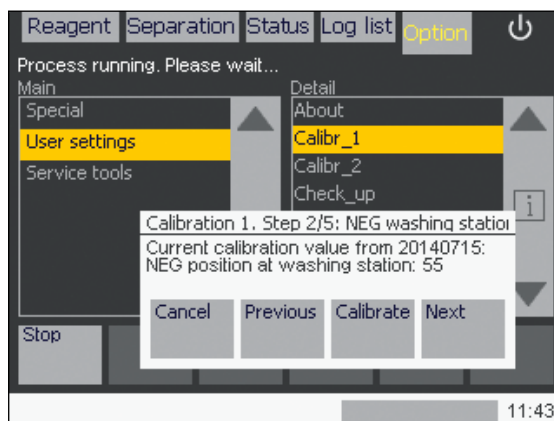 Reagent Separation Status Log list Option
Process running. Please wait...
Main Detail
Special About
User settings Calibr_1
Service tools Calibr_2
Check_up
i
Calibration 1. Step 2/5: NEG washing station
Current calibration value from 20140715:
NEG position at washing station: 55
Cancel Previous Calibrate Next
Stop
11:43